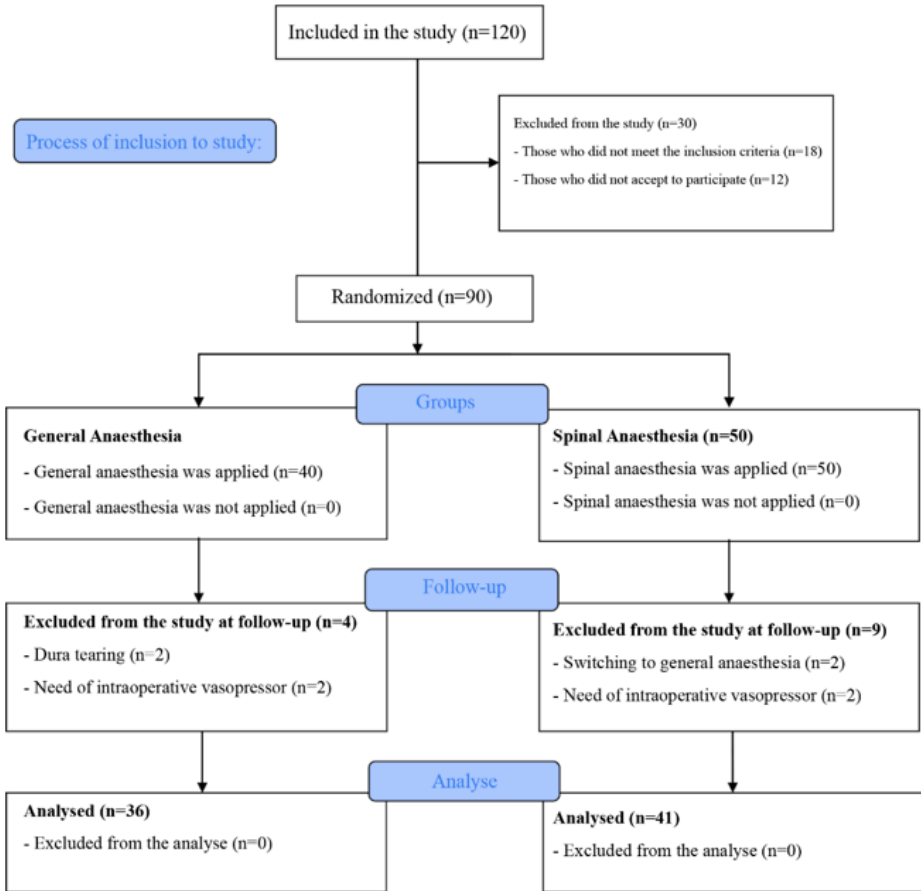 Included in the study (n=120)
Process of inclusion to study:
Excluded from the study (n=30)
- Those who did not meet the inclusion criteria (n=18)
- Those who did not accept to participate (n=12)
Randomized (n=90)
Groups
General Anaesthesia
- General anaesthesia was applied (n=40)
- General anaesthesia was not applied (n=0)
Spinal Anaesthesia (n=50)
- Spinal anaesthesia was applied (n=50)
- Spinal anaesthesia was not applied (n=0)
Follow-up
Excluded from the study at follow-up (n=4)
- Dura tearing (n=2)
- Need of intraoperative vasopressor (n=2)
Excluded from the study at follow-up (n=9)
- Switching to general anaesthesia (n=2)
- Need of intraoperative vasopressor (n=2)
Analyse
Analysed (n=36)
- Excluded from the analyse (n=0)
Analysed (n=41)
- Excluded from the analyse (n=0)